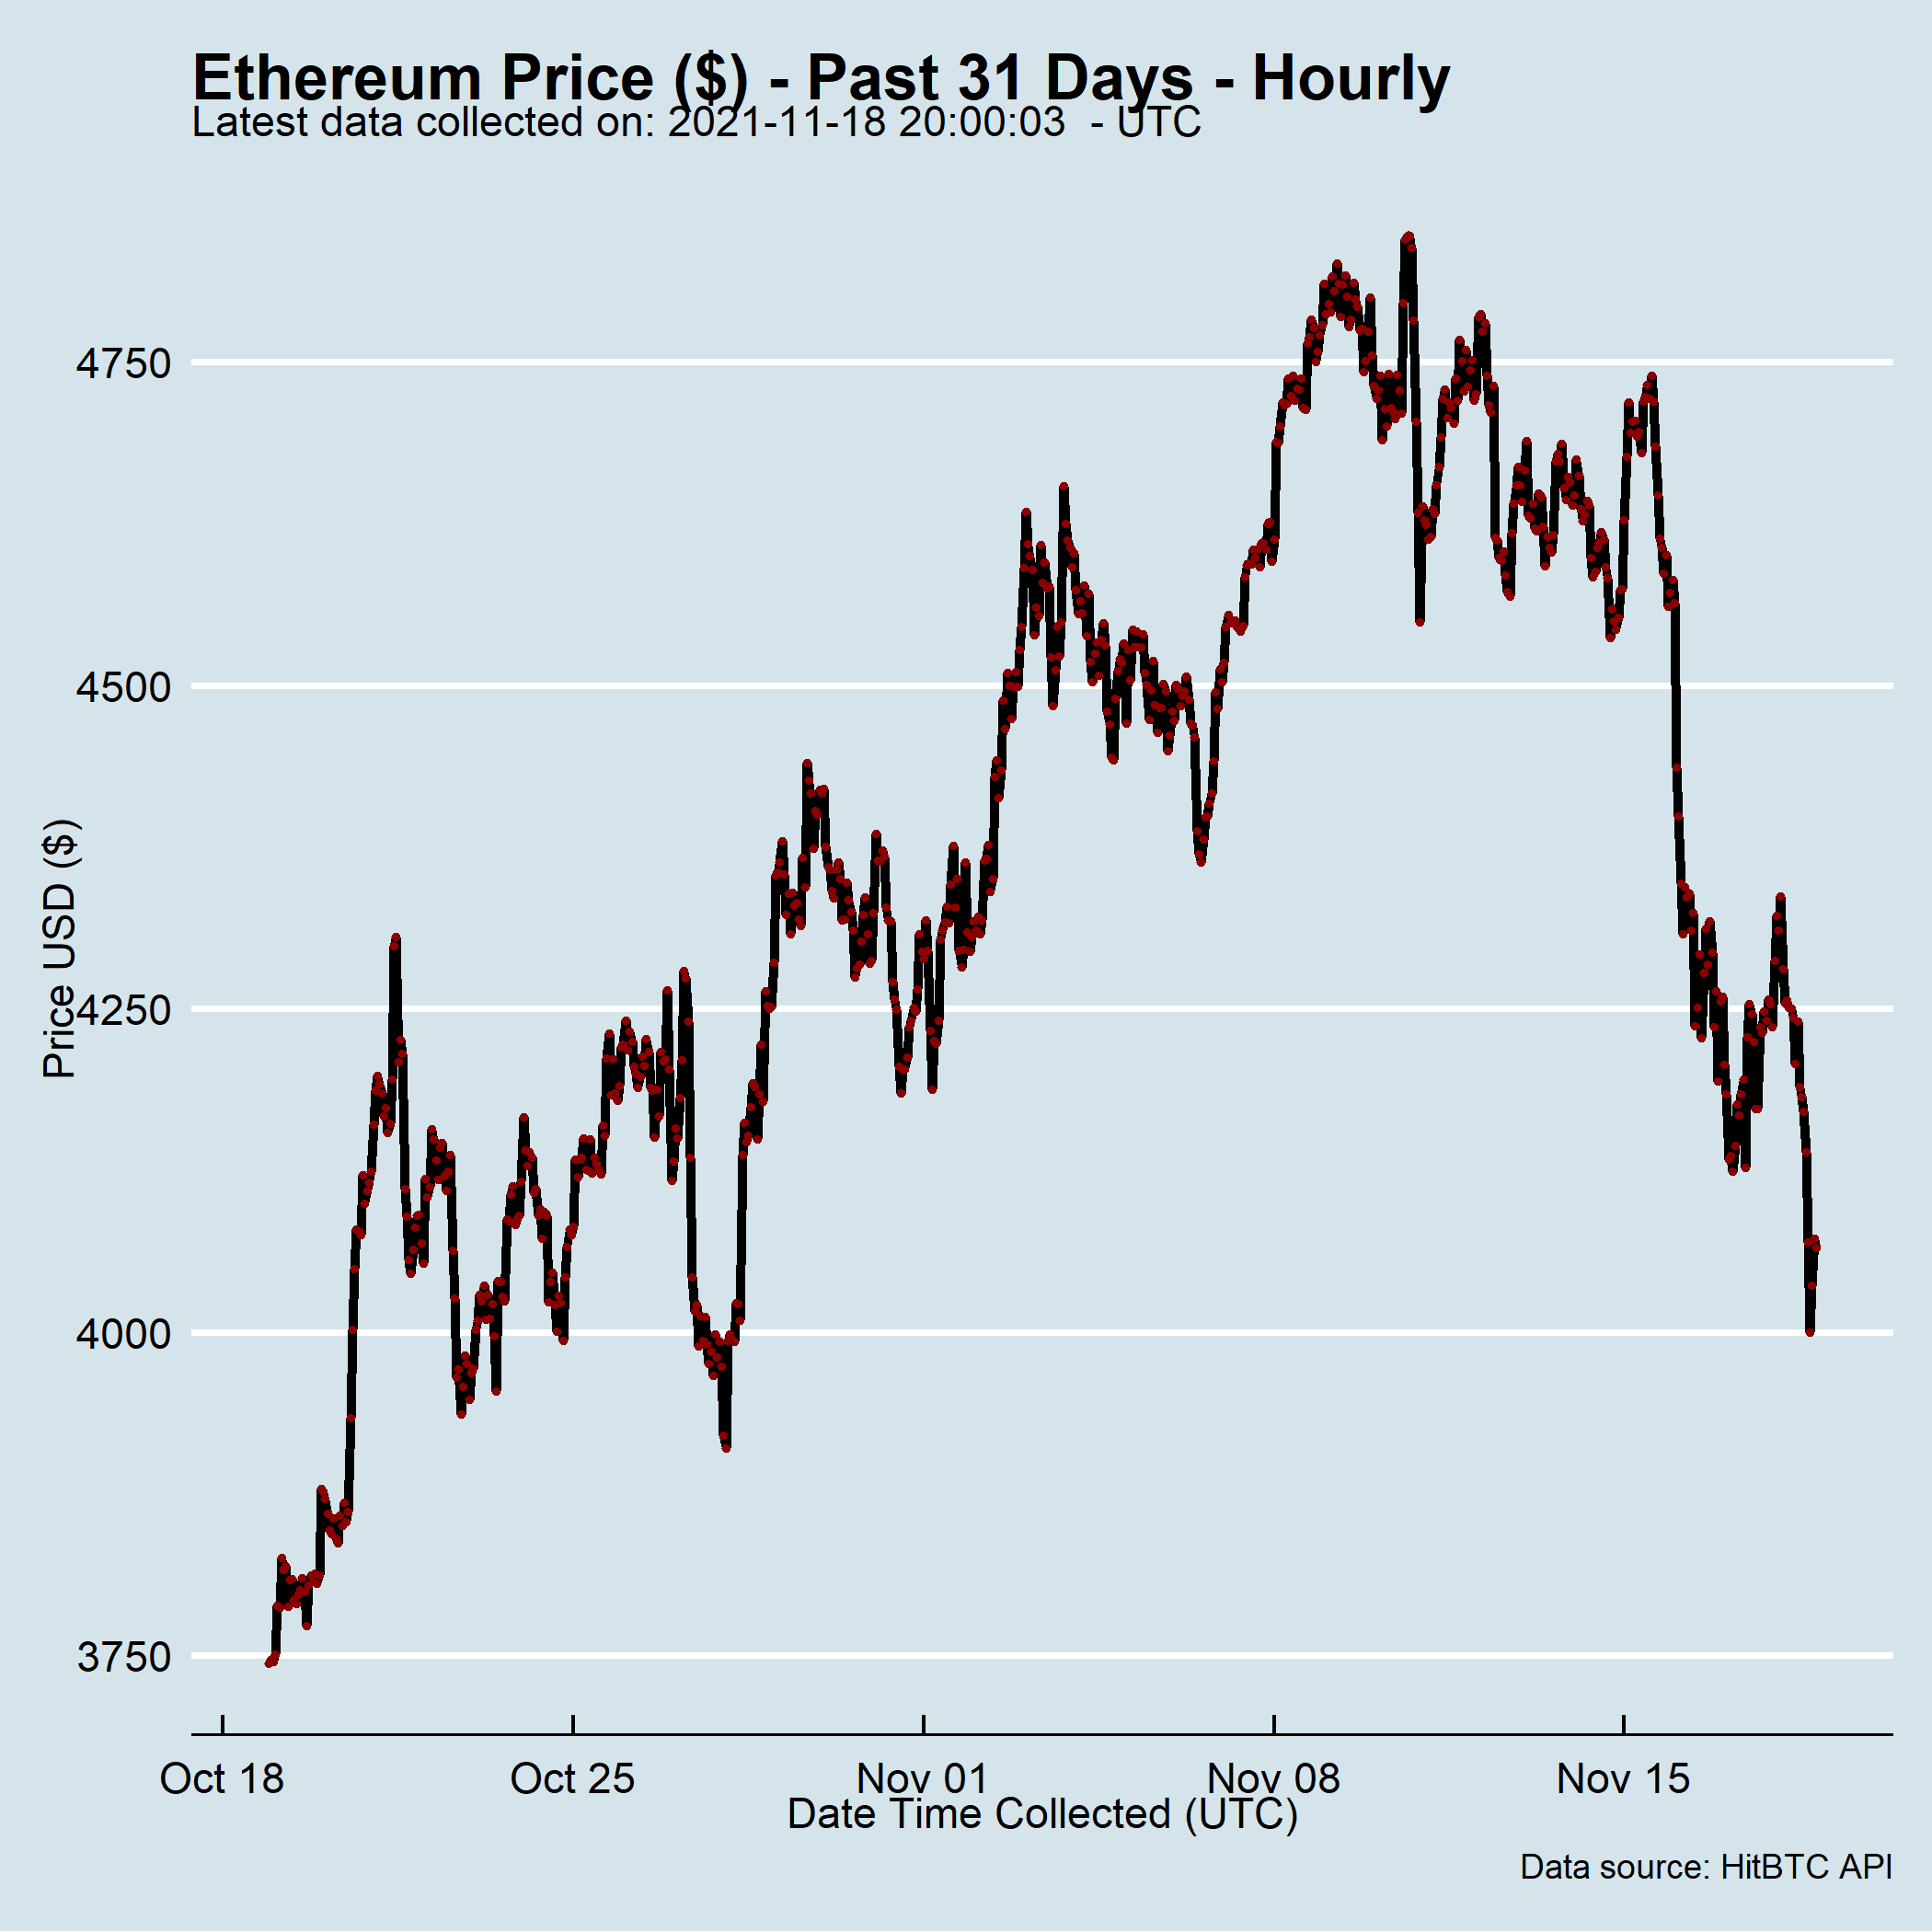 Ethereum Price ($) - Past 31 Days - Hourly
Latest data collected on: 2021-11-18 20:00:03  - UTC
4750
4500
4250
4000
3750
Price USD ($)
Oct 18
Oct 25
Nov 01
Nov 08
Nov 15
Date Time Collected (UTC)
Data source: HitBTC API